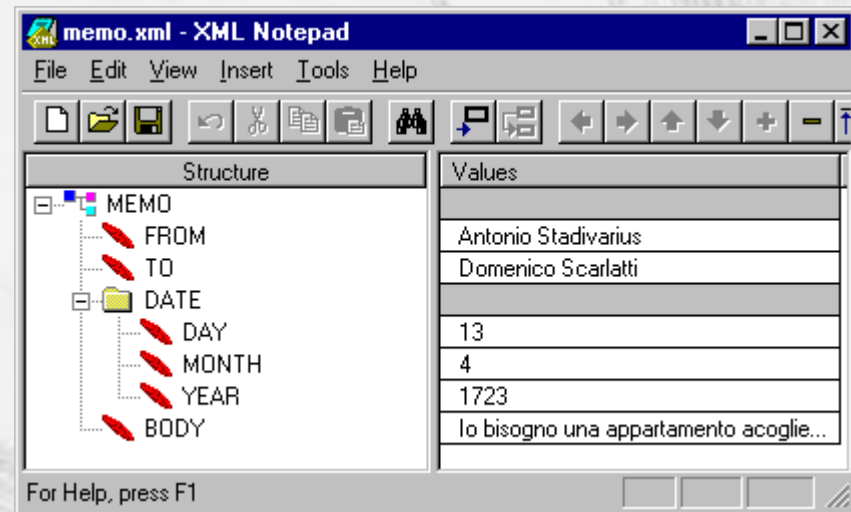 memo.xml - XML Notepad
File Edit View Insert Tools Help
Structure Values
MEMO
FROM Antonio Stadivarius
TO Domenico Scarlatti
DATE
DAY 13
MONTH 4
YEAR 1723
BODY Io bisogno una appartamento acoglie...
For Help, press F1